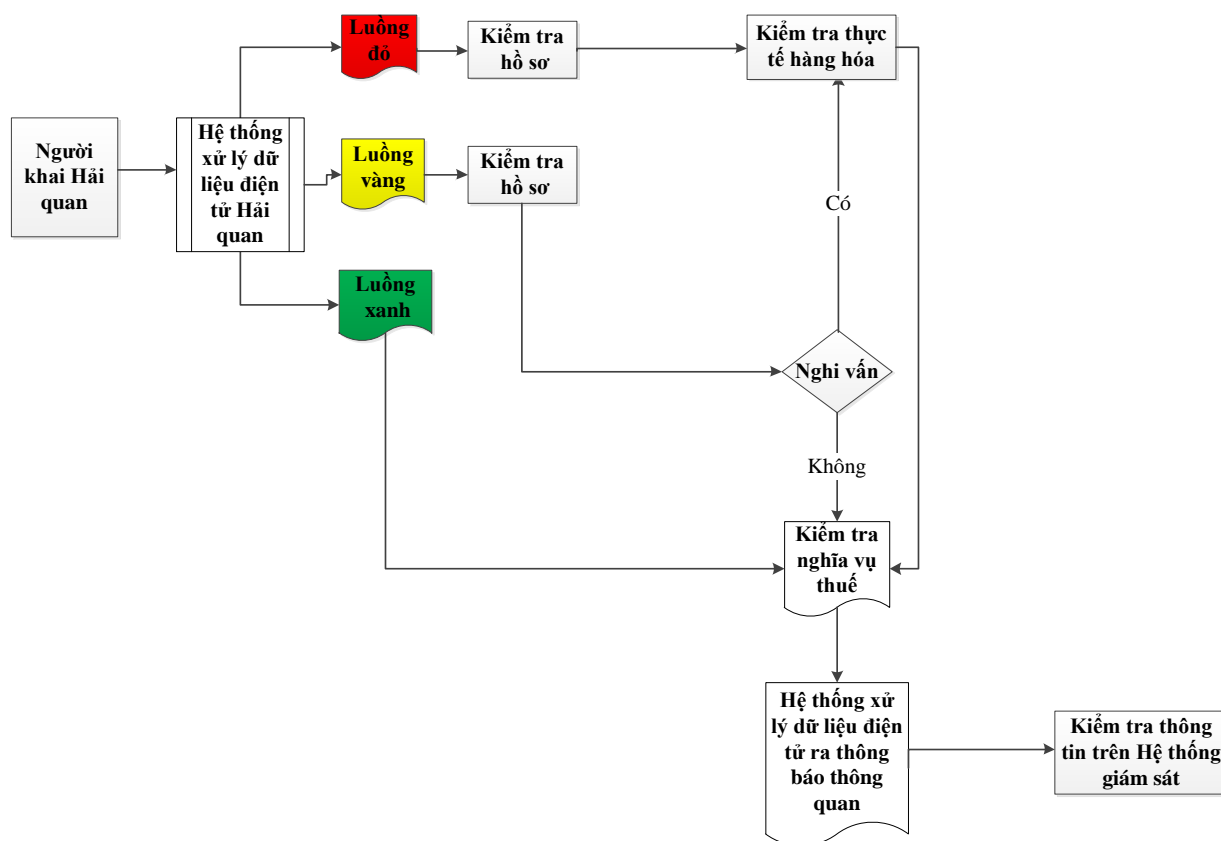 Luồng
đỏ
Kiểm tra
hồ sơ
Kiểm tra thực
tế hàng hóa
Người
khai Hải
quan
Hệ thống
xử lý dữ
liệu điện
tử Hải
quan
Luồng
vàng
Kiểm tra
hồ sơ
Có
Luồng
xanh
Nghi vấn
Không
Kiểm tra
nghĩa vụ
thuế
Hệ thống xử
lý dữ liệu điện
tử ra thông
báo thông
quan
Kiểm tra thông
tin trên Hệ thống
giám sát